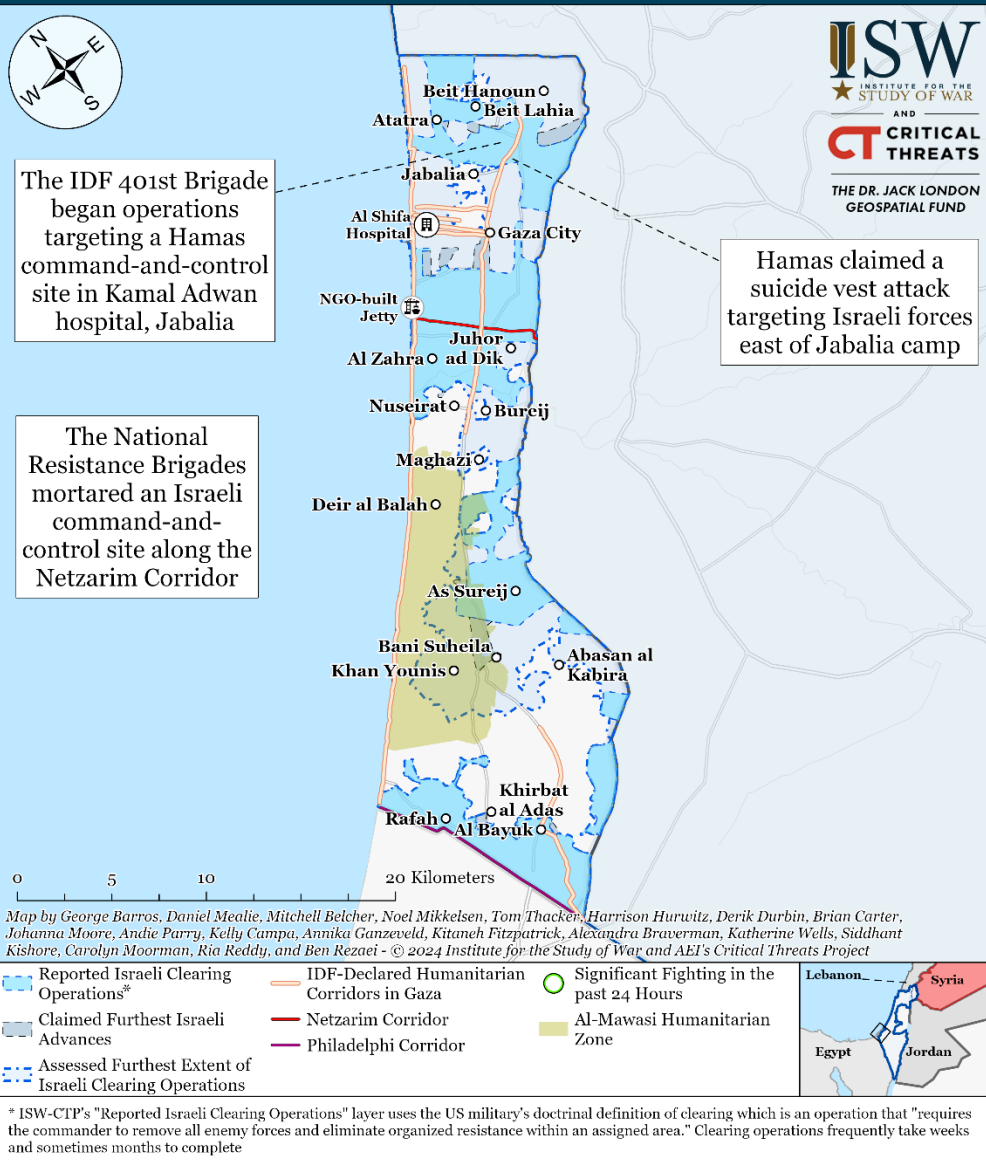 N
E
W
S
ISW
INSTITUTE FOR THE
STUDY OF WAR
AND
CT CRITICAL
THREATS
THE DR. JACK LONDON
GEOSPATIAL FUND
Beit Hanoun
Beit Lahia
Atatra
The IDF 401st Brigade
began operations
targeting a Hamas
command-and-control
site in Kamal Adwan
hospital, Jabalia
Jabalia
Al Shifa
Hospital
Gaza City
Hamas claimed a
suicide vest attack
targeting Israeli forces
east of Jabalia camp
NGO-built
Jetty
Juhor
ad Dik
Al Zahra
Nuseirat
Bureij
The National
Resistance Brigades
mortared an Israeli
command-and-
control site along the
Netzarim Corridor
Maghazi
Deir al Balah
As Sureij
Bani Suheila
Khan Younis
Abasan al
Kabira
Khirbat
al Adas
Rafah
Al Bayuk
0
5
10
20 Kilometers
Map by George Barros, Daniel Mealie, Mitchell Belcher, Noel Mikkelsen, Tom Thacker, Harrison Hurwitz, Derik Durbin, Brian Carter,
Johanna Moore, Andie Parry, Kelly Campa, Annika Ganzeveld, Kitaneh Fitzpatrick, Alexandra Braverman, Katherine Wells, Siddhant
Kishore, Carolyn Moorman, Ria Reddy, and Ben Rezaei - © 2024 Institute for the Study of War and AEI's Critical Threats Project
Reported Israeli Clearing
Operations*
Claimed Furthest Israeli
Advances
Assessed Furthest Extent of
Israeli Clearing Operations
IDF-Declared Humanitarian
Corridors in Gaza
Netzarim Corridor
Philadelphi Corridor
Significant Fighting in the
past 24 Hours
Al-Mawasi Humanitarian
Zone
Lebanon
Syria
Egypt
Jordan
* ISW-CTP's "Reported Israeli Clearing Operations" layer uses the US military's doctrinal definition of clearing which is an operation that "requires
the commander to remove all enemy forces and eliminate organized resistance within an assigned area." Clearing operations frequently take weeks
and sometimes months to complete